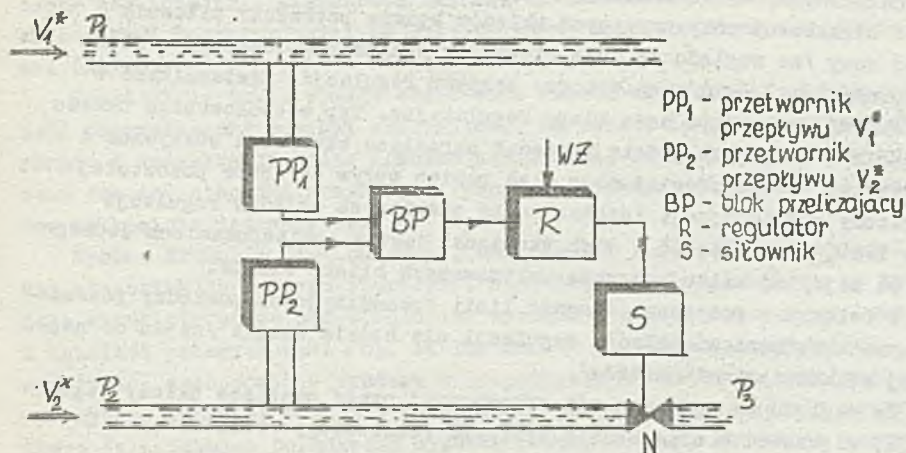 V₁* P₁
PP₁ - przetwornik
przepływu V₁*
PP₂ - przetwornik
przepływu V₂*
BP - blok przeliczający
R - regulator
S - siłownik
WZ
PP₁
BP
R
PP₂
S
V₂* P₂ P₃
N